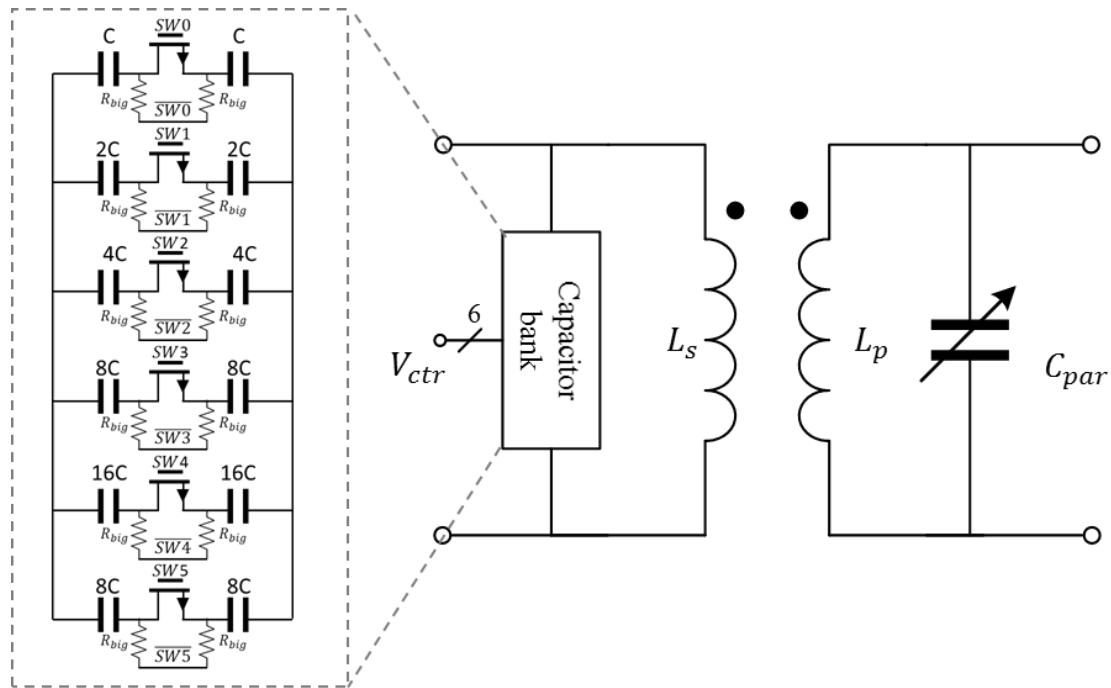 C SW0 C
R_big SW0̅ R_big
2C SW1 2C
R_big SW1̅ R_big
4C SW2 4C
R_big SW2̅ R_big
8C SW3 8C
R_big SW3̅ R_big
16C SW4 16C
R_big SW4̅ R_big
8C SW5 8C
R_big SW5̅ R_big
6
V_ctr
Capacitor
bank
L_s
L_p
C_par